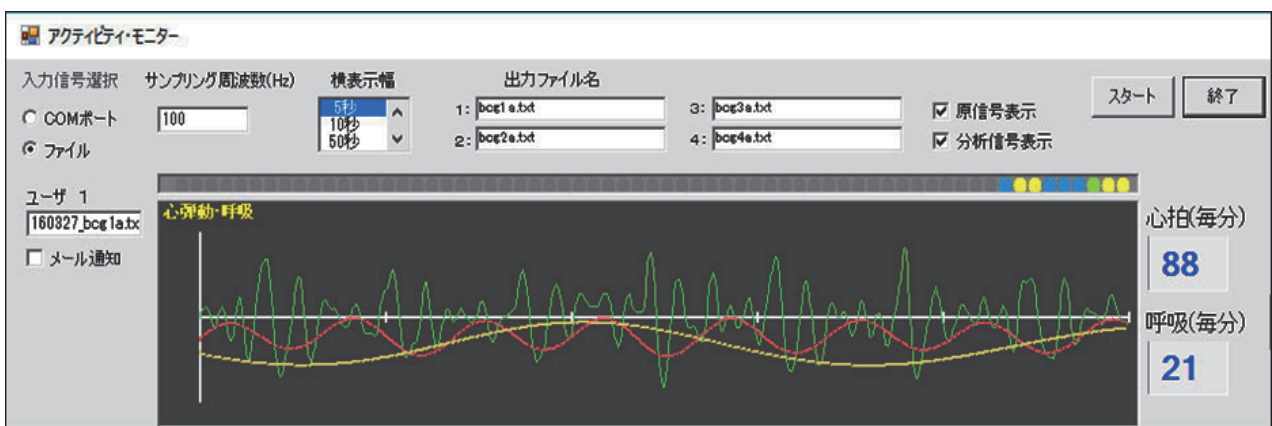 アクティビティ・モニター
入力信号選択
サンプリング周波数(Hz)
横表示幅
出力ファイル名
COMポート
ファイル
100
5秒
10秒
50秒
1: bcg1a.txt
2: bcg2a.txt
3: bcg3a.txt
4: bcg4a.txt
原信号表示
分析信号表示
スタート
終了
ユーザ 1
160327_bcg1a.tx
メール通知
心弾動・呼吸
心拍(毎分)
88
呼吸(毎分)
21